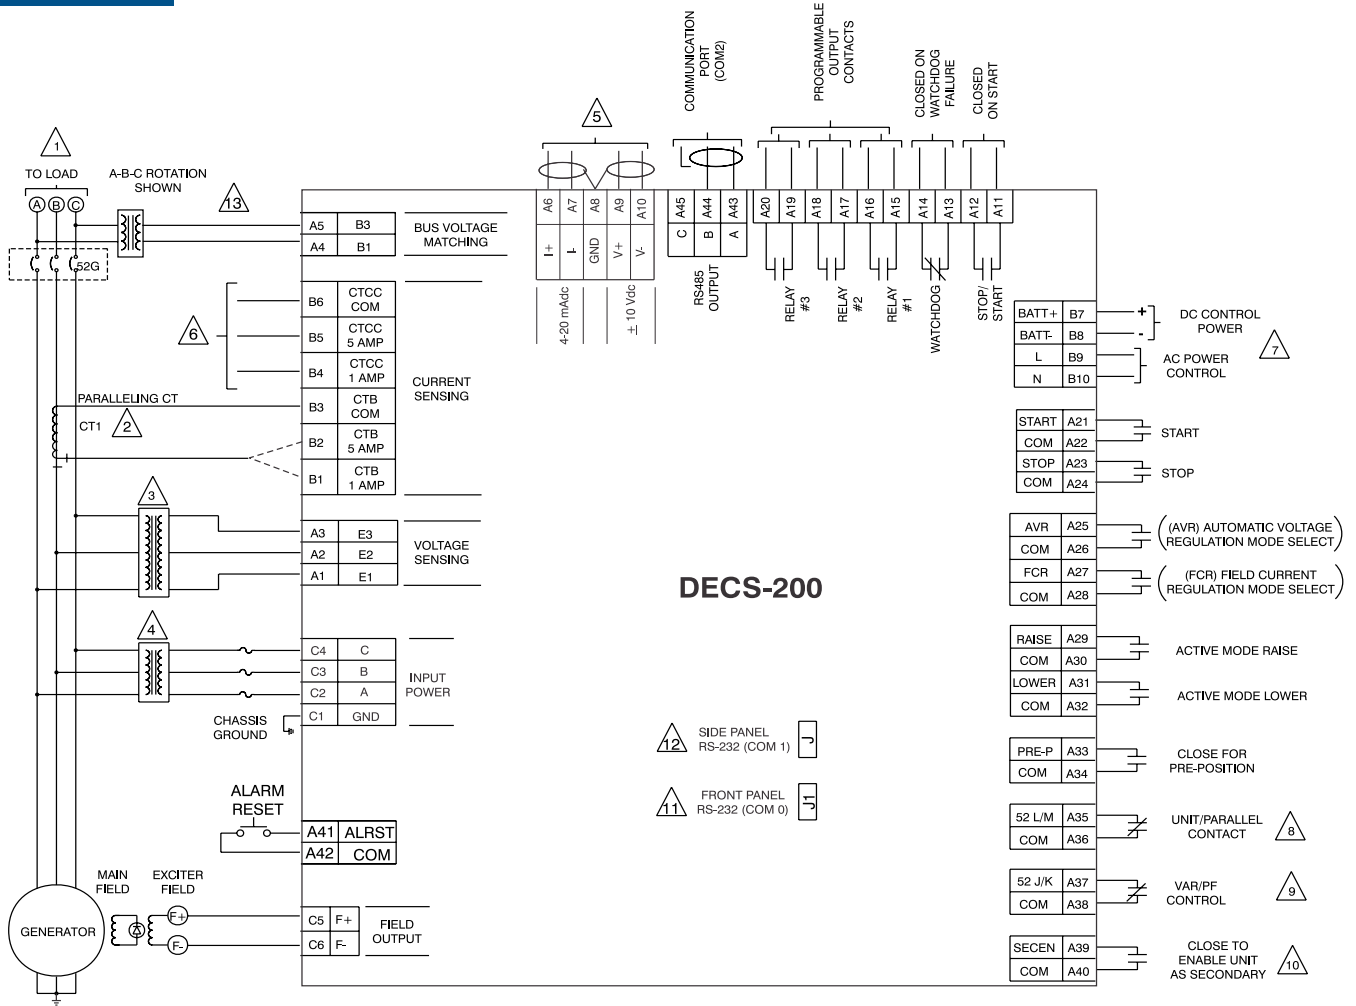 COMMUNICATION
PORT
(COM2)
PROGRAMMABLE
OUTPUT
CONTACTS
CLOSED ON
WATCHDOG
FAILURE
CLOSED
ON START
1
TO LOAD
A B C
A-B-C ROTATION
SHOWN
13
52G
5
A6 A7 A8 A9 A10
I+ I- GND V+ V-
4-20 mAdc
± 10 Vdc
A45 A44 A43
C B A
RS485
OUTPUT
A20 A19 A18 A17 A16 A15 A14 A13 A12 A11
RELAY
#3
RELAY
#2
RELAY
#1
WATCHDOG
STOP/
START
A5 B3
A4 B1
BUS VOLTAGE
MATCHING
6
B6 CTCC
COM
B5 CTCC
5 AMP
B4 CTCC
1 AMP
B3 CTB
COM
B2 CTB
5 AMP
B1 CTB
1 AMP
CURRENT
SENSING
PARALLELING CT
CT1
2
3
A3 E3
A2 E2
A1 E1
VOLTAGE
SENSING
4
C4 C
C3 B
C2 A
C1 GND
INPUT
POWER
CHASSIS
GROUND
ALARM
RESET
A41 ALRST
A42 COM
MAIN
FIELD
EXCITER
FIELD
GENERATOR
F+
F-
C5 F+
C6 F-
FIELD
OUTPUT
DECS-200
12
SIDE PANEL
RS-232 (COM 1)
J
11
FRONT PANEL
RS-232 (COM 0)
J1
BATT+ B7
BATT- B8
L B9
N B10
+
-
DC CONTROL
POWER
AC POWER
CONTROL
7
START A21
COM A22
START
STOP A23
COM A24
STOP
AVR A25
COM A26
(AVR) AUTOMATIC VOLTAGE
REGULATION MODE SELECT
FCR A27
COM A28
(FCR) FIELD CURRENT
REGULATION MODE SELECT
RAISE A29
COM A30
ACTIVE MODE RAISE
LOWER A31
COM A32
ACTIVE MODE LOWER
PRE-P A33
COM A34
CLOSE FOR
PRE-POSITION
52 L/M A35
COM A36
UNIT/PARALLEL
CONTACT
8
52 J/K A37
COM A38
VAR/PF
CONTROL
9
SECEN A39
COM A40
CLOSE TO
ENABLE UNIT
AS SECONDARY
10